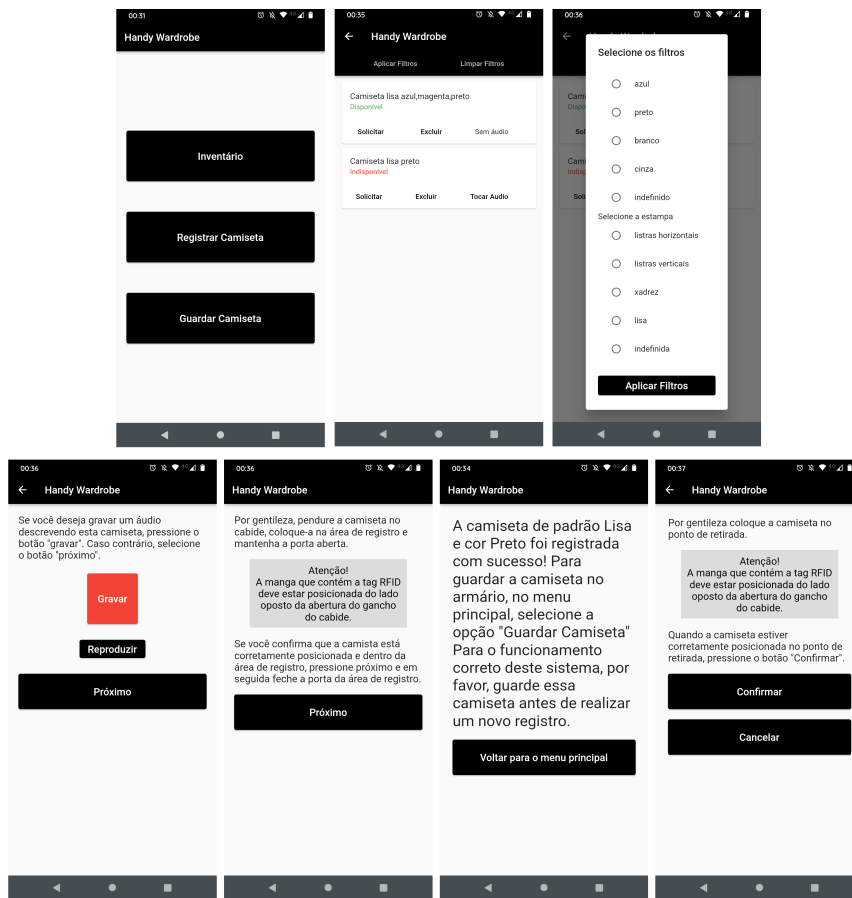 00:31
4G
Handy Wardrobe
Inventário
Registrar Camiseta
Guardar Camiseta
00:35
4G
Handy Wardrobe
Aplicar Filtros Limpar Filtros
Camiseta lisa azul,magenta,preto
Disponível
Solicitar Excluir Sem áudio
Camiseta lisa preto
Indisponível
Solicitar Excluir Tocar Audio
00:36
4G
Selecione os filtros
azul
preto
branco
cinza
indefinido
Selecione a estampa
listras horizontais
listras verticais
xadrez
lisa
indefinida
Aplicar Filtros
00:36
4G
Handy Wardrobe
Se você deseja gravar um áudio
descrevendo esta camiseta, pressione o
botão "gravar". Caso contrário, selecione
o botão "próximo".
Gravar
Reproduzir
Próximo
00:36
4G
Handy Wardrobe
Por gentileza, pendure a camiseta no
cabide, coloque-a na área de registro e
mantenha a porta aberta.
Atenção!
A manga que contém a tag RFID
deve estar posicionada do lado
oposto da abertura do gancho
do cabide.
Se você confirma que a camista está
corretamente posicionada e dentro da
área de registro, pressione próximo e em
seguida feche a porta da área de registro.
Próximo
00:34
4G
Handy Wardrobe
A camiseta de padrão Lisa
e cor Preto foi registrada
com sucesso! Para
guardar a camiseta no
armário, no menu
principal, selecione a
opção "Guardar Camiseta"
Para o funcionamento
correto deste sistema, por
favor, guarde essa
camiseta antes de realizar
um novo registro.
Voltar para o menu principal
00:37
4G
Handy Wardrobe
Por gentileza coloque a camiseta no
ponto de retirada.
Atenção!
A manga que contém a tag RFID
deve estar posicionada do lado
oposto da abertura do gancho
do cabide.
Quando a camiseta estiver
corretamente posicionada no ponto de
retirada, pressione o botão "Confirmar".
Confirmar
Cancelar